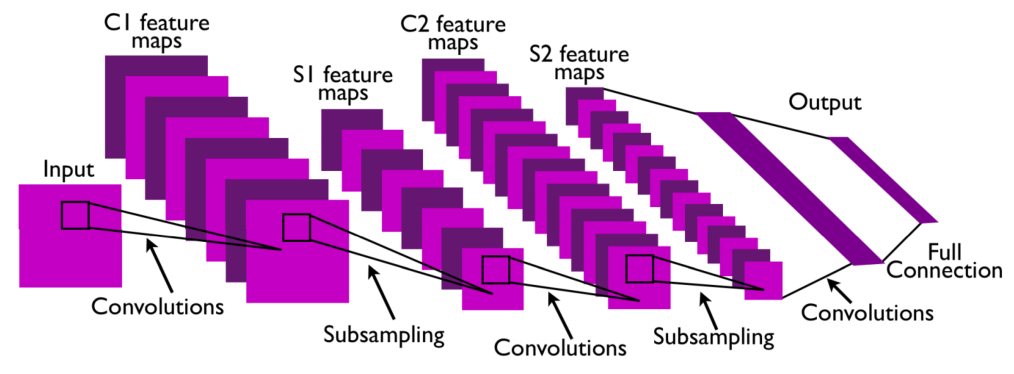 C1 feature
maps
S1 feature
maps
C2 feature
maps
S2 feature
maps
Output
Input
Convolutions
Subsampling
Convolutions
Subsampling
Convolutions
Full
Connection